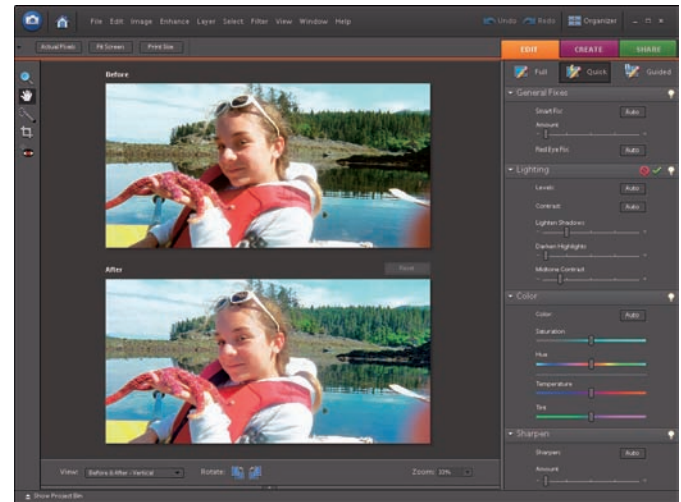 File Edit Image Enhance Layer Select Filter View Window Help
Undo Redo Organizer
Actual Pixels Fit Screen Print Size
EDIT CREATE SHARE
Full Quick Guided
Before
General Fixes
Smart Fix: Auto
Amount
Red Eye Fix: Auto
Lighting
Levels: Auto
Contrast: Auto
Lighten Shadows
Darken Highlights
Midtone Contrast
After
Reset
Color
Color: Auto
Saturation
Hue
Temperature
Tint
Sharpen
Sharpen: Auto
Amount
View: Before & After - Vertical Rotate: Zoom: 33%
Show Project Bin